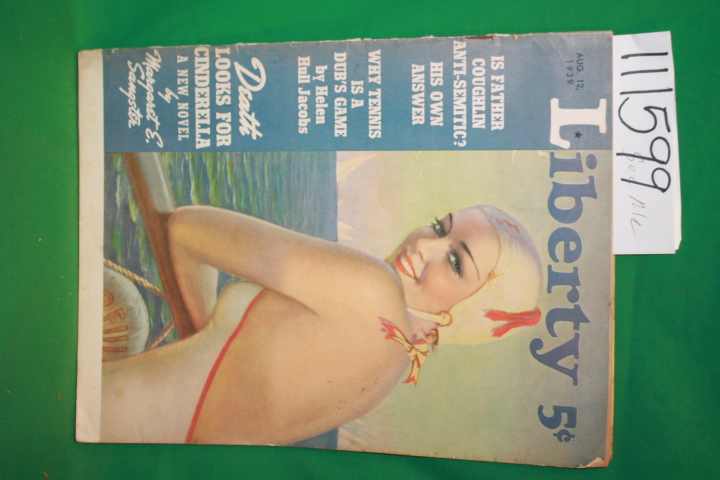 AUG. 12,
1939
Liberty 5¢
IS FATHER
COUGHLIN
ANTI-SEMITIC?
HIS OWN
ANSWER
WHY TENNIS
IS A
DUB'S GAME
by Helen
Hull Jacobs
Death
LOOKS FOR
CINDERELLA
A NEW NOVEL
by
Margaret E.
Sangster
111599